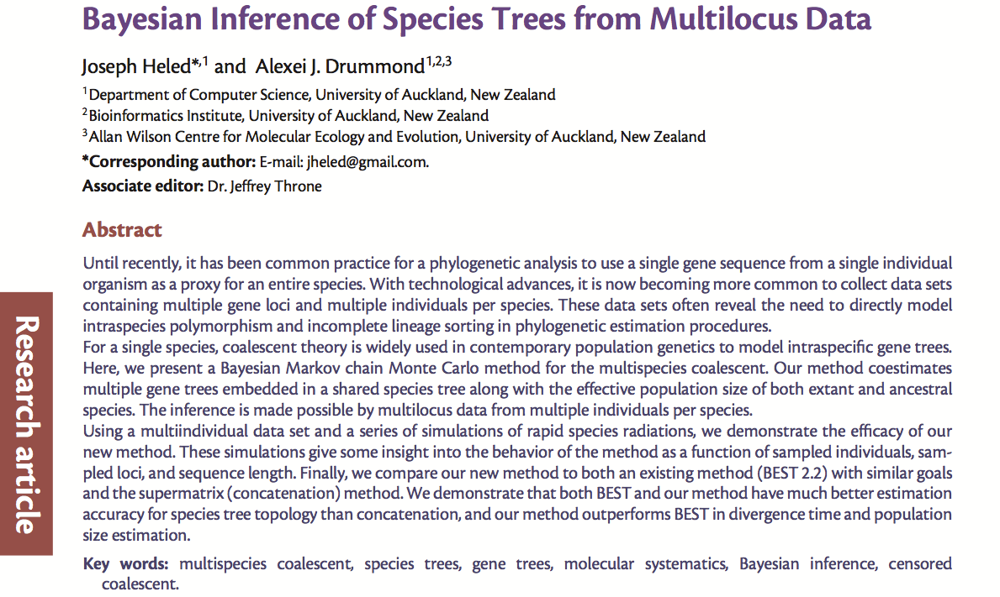 Bayesian Inference of Species Trees from Multilocus Data
Joseph Heled*,1 and Alexei J. Drummond1,2,3
1Department of Computer Science, University of Auckland, New Zealand
2Bioinformatics Institute, University of Auckland, New Zealand
3Allan Wilson Centre for Molecular Ecology and Evolution, University of Auckland, New Zealand
*Corresponding author: E-mail: jheled@gmail.com.
Associate editor: Dr. Jeffrey Throne
Abstract
Until recently, it has been common practice for a phylogenetic analysis to use a single gene sequence from a single individual
organism as a proxy for an entire species. With technological advances, it is now becoming more common to collect data sets
containing multiple gene loci and multiple individuals per species. These data sets often reveal the need to directly model
intraspecies polymorphism and incomplete lineage sorting in phylogenetic estimation procedures.
For a single species, coalescent theory is widely used in contemporary population genetics to model intraspecific gene trees.
Here, we present a Bayesian Markov chain Monte Carlo method for the multispecies coalescent. Our method coestimates
multiple gene trees embedded in a shared species tree along with the effective population size of both extant and ancestral
species. The inference is made possible by multilocus data from multiple individuals per species.
Using a multiindividual data set and a series of simulations of rapid species radiations, we demonstrate the efficacy of our
new method. These simulations give some insight into the behavior of the method as a function of sampled individuals, sam-
pled loci, and sequence length. Finally, we compare our new method to both an existing method (BEST 2.2) with similar goals
and the supermatrix (concatenation) method. We demonstrate that both BEST and our method have much better estimation
accuracy for species tree topology than concatenation, and our method outperforms BEST in divergence time and population
size estimation.
Key words: multispecies coalescent, species trees, gene trees, molecular systematics, Bayesian inference, censored
coalescent.
Research article